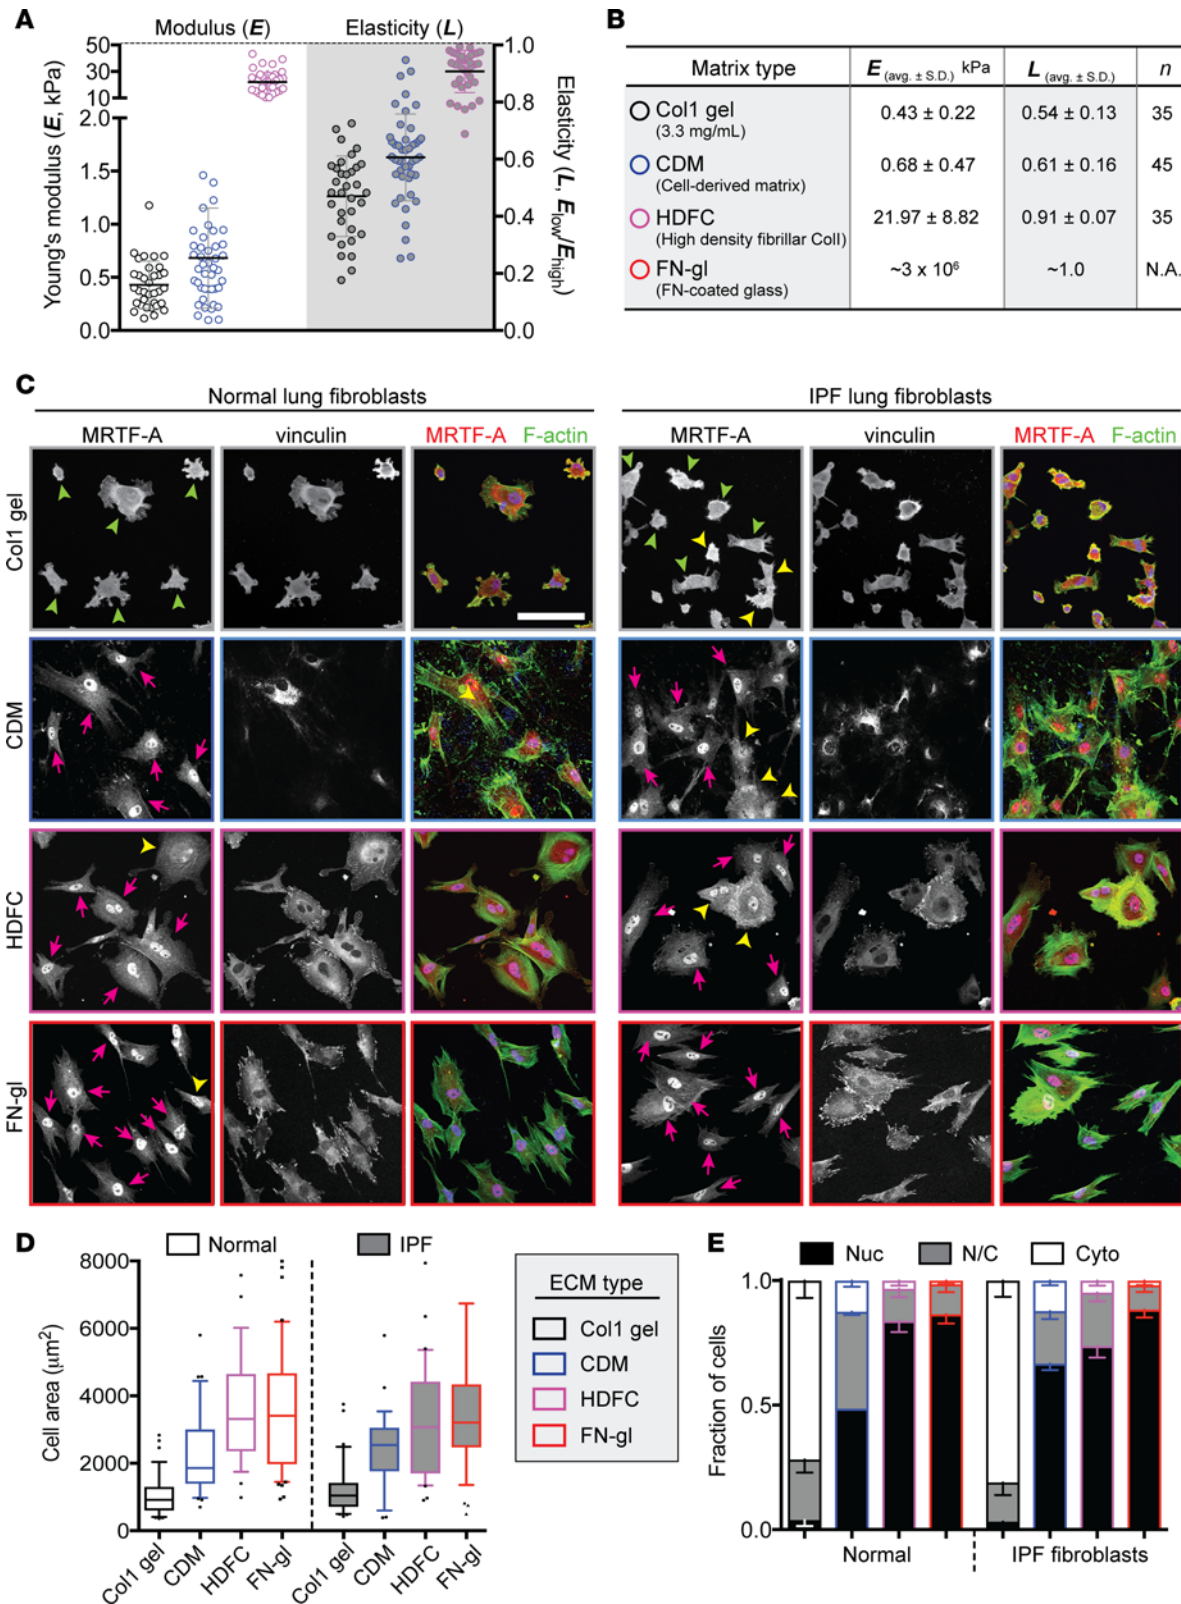 A
Modulus (E)
Elasticity (L)
Young's modulus (E, kPa)
50
30
10
2.0
1.5
1.0
0.5
0.0
1.0
0.8
0.6
0.4
0.2
0.0
Elasticity (L, Elow/Ehigh)
B
Matrix type
E (avg. ± S.D.) kPa
L (avg. ± S.D.)
n
Col1 gel
(3.3 mg/mL)
0.43 ± 0.22
0.54 ± 0.13
35
CDM
(Cell-derived matrix)
0.68 ± 0.47
0.61 ± 0.16
45
HDFC
(High density fibrillar ColI)
21.97 ± 8.82
0.91 ± 0.07
35
FN-gl
(FN-coated glass)
~3 x 10⁶
~1.0
N.A.
C
Normal lung fibroblasts
IPF lung fibroblasts
MRTF-A
vinculin
MRTF-A F-actin
MRTF-A
vinculin
MRTF-A F-actin
Col1 gel
CDM
HDFC
FN-gl
D
Normal
IPF
Cell area (µm²)
8000
6000
4000
2000
0
Col1 gel
CDM
HDFC
FN-gl
Col1 gel
CDM
HDFC
FN-gl
ECM type
Col1 gel
CDM
HDFC
FN-gl
E
Nuc
N/C
Cyto
Fraction of cells
1.0
0.5
0.0
Normal
IPF fibroblasts